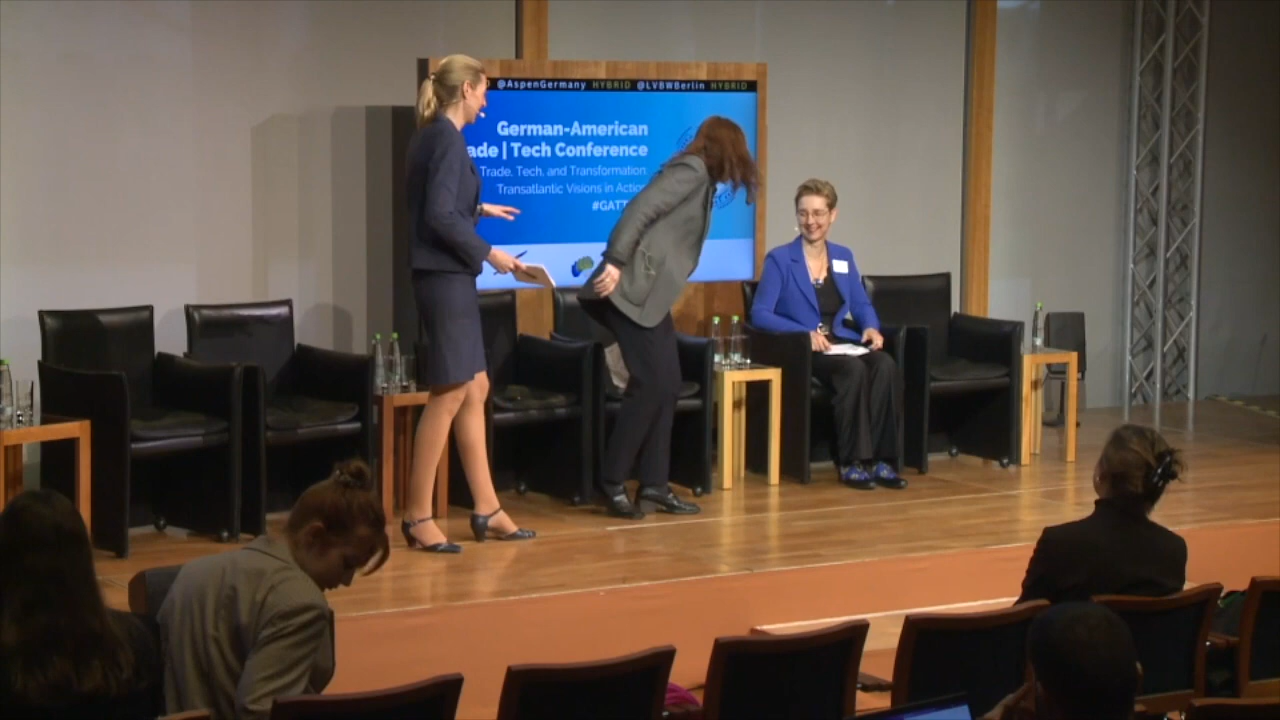 @AspenGermany HYBRID @LVBWBerlin HYBRID
German-American
ade | Tech Conference
Trade, Tech, and Transformation:
Transatlantic Visions in Action
#GATT